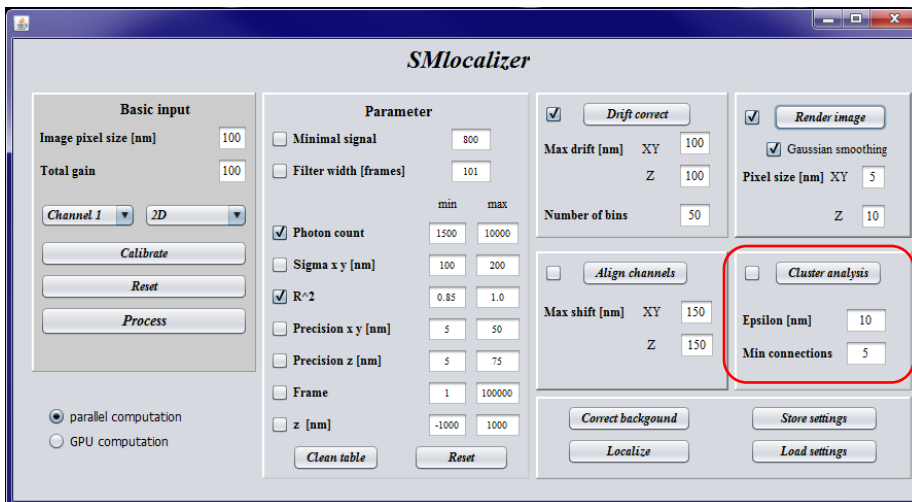 SMlocalizer
Basic input
Image pixel size [nm] 100
Total gain 100
Channel 1 2D
Calibrate
Reset
Process
parallel computation
GPU computation
Parameter
Minimal signal 800
Filter width [frames] 101
min max
Photon count 1500 10000
Sigma x y [nm] 100 200
R^2 0.85 1.0
Precision x y [nm] 5 50
Precision z [nm] 5 75
Frame 1 100000
z [nm] -1000 1000
Clean table Reset
Drift correct
Max drift [nm] XY 100
Z 100
Number of bins 50
Render image
Gaussian smoothing
Pixel size [nm] XY 5
Z 10
Align channels
Max shift [nm] XY 150
Z 150
Cluster analysis
Epsilon [nm] 10
Min connections 5
Correct backgound Store settings
Localize Load settings